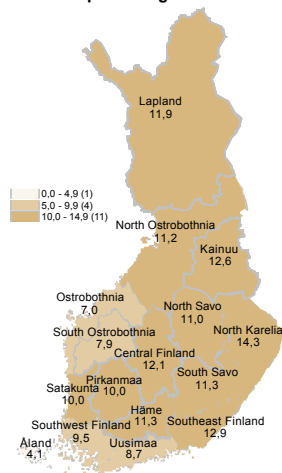 Lapland
11,9
0,0 - 4,9 (1)
5,0 - 9,9 (4)
10,0 - 14,9 (11)
North Ostrobothnia
11,2
Kainuu
12,6
Ostrobothnia
7,0
North Savo
11,0
South Ostrobothnia
7,9
North Karelia
14,3
Central Finland
12,1
Pirkanmaa
10,0
South Savo
11,3
Satakunta
10,0
Häme
11,3
Southwest Finland
9,5
Southeast Finland
12,9
Åland
4,1
Uusimaa
8,7